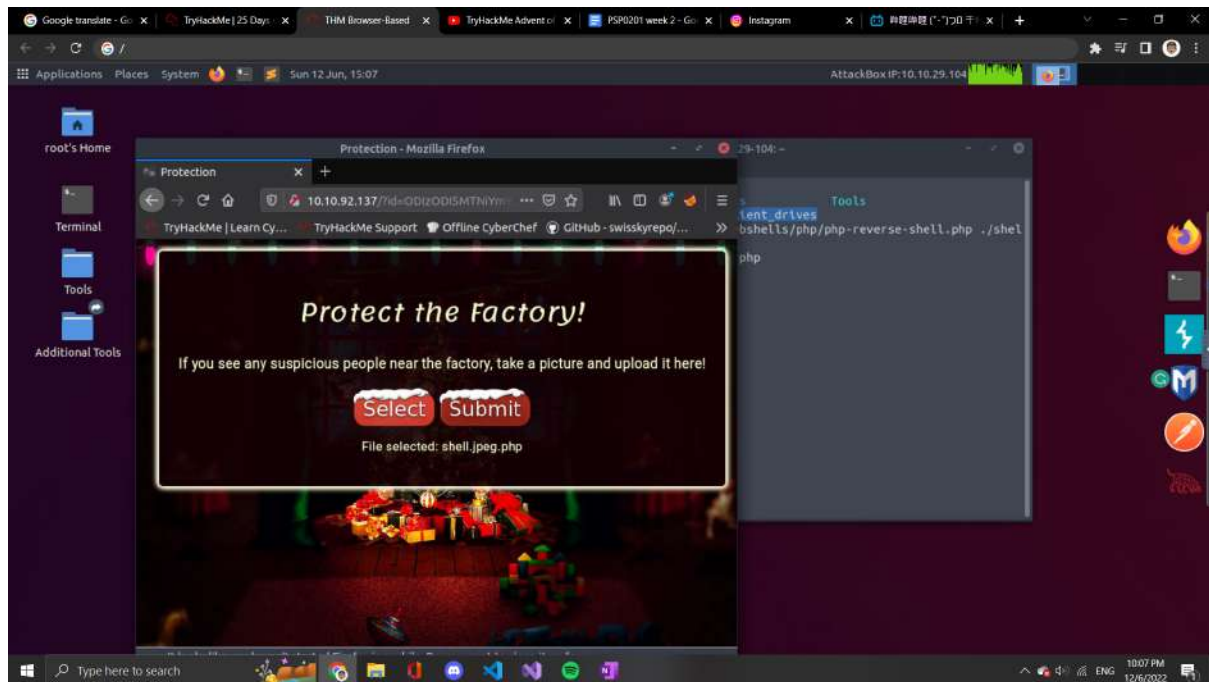 Google translate - Go
TryHackMe | 25 Days
THM Browser-Based
TryHackMe Advent of
PSP0201 week 2 - Go
Instagram
Applications Places System Sun 12 Jun, 15:07 AttackBox IP:10.10.29.104
root's Home
Terminal
Tools
Additional Tools
Protection - Mozilla Firefox
29-104: ~
Protection
10.10.92.137/?id=
TryHackMe | Learn Cy... TryHackMe Support Offline CyberChef GitHub - swisskyrepo/...
Tools
ient_drives
bshells/php/php-reverse-shell.php ./shel
php
Protect the Factory!
If you see any suspicious people near the factory, take a picture and upload it here!
Select Submit
File selected: shell.jpeg.php
Type here to search
ENG
10:07 PM
12/6/2022